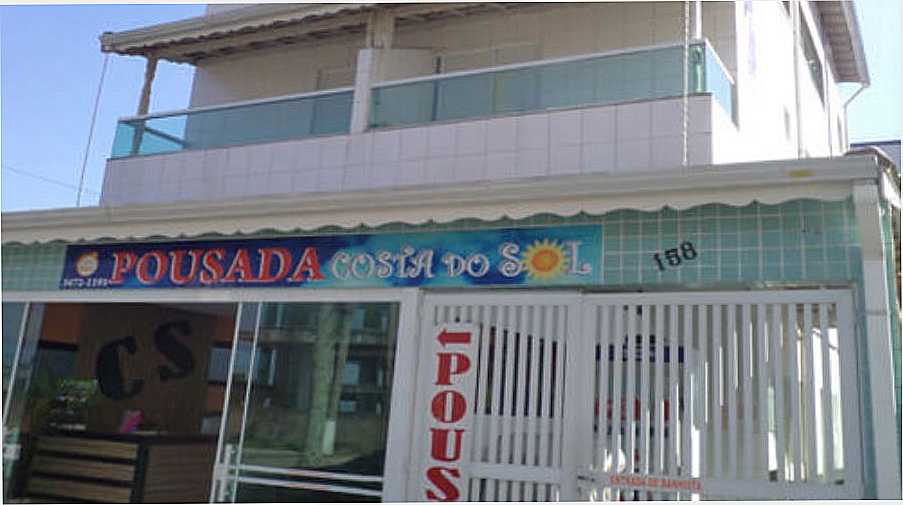 POUSADA COSTA DO SOL
158
CS
POUS
ENTRADA DE BANHISTA